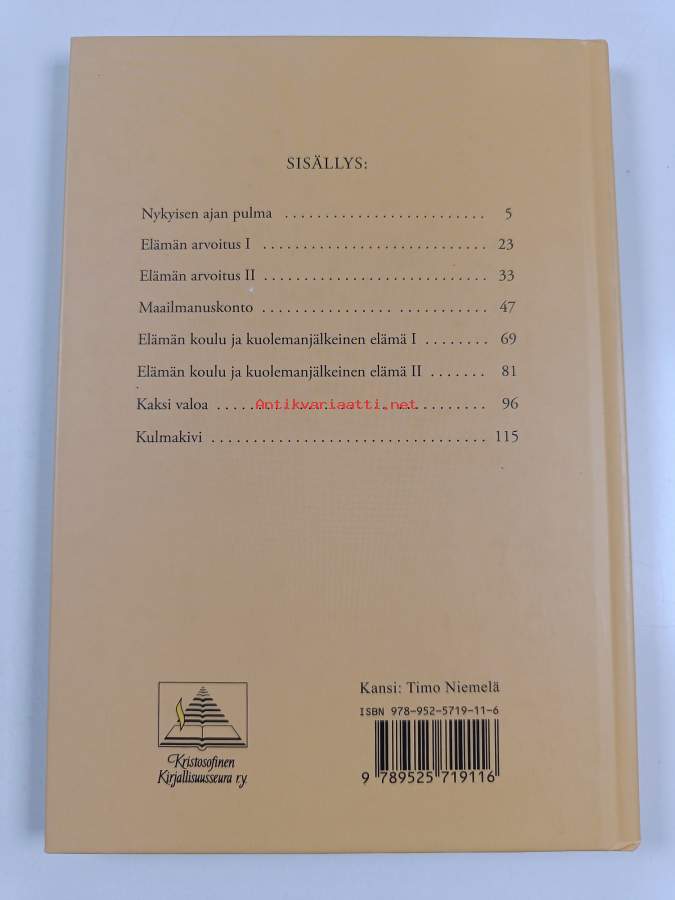 SISÄLLYS:
Nykyisen ajan pulma ......................... 5
Elämän arvoitus I ............................ 23
Elämän arvoitus II ............................ 33
Maailmanuskonto ................ ............ 47
Elämän koulu ja kuolemanjälkeinen elämä I ........ 69
Elämän koulu ja kuolemanjälkeinen elämä II ....... 81
Kaksi valoa .................................. 96
Antikvariaatti.net
Kulmakivi .................................. 115
Kristosofinen
Kirjallisuusseura r.y.
Kansi: Timo Niemelä
ISBN 978-952-5719-11-6
9 789525 719116